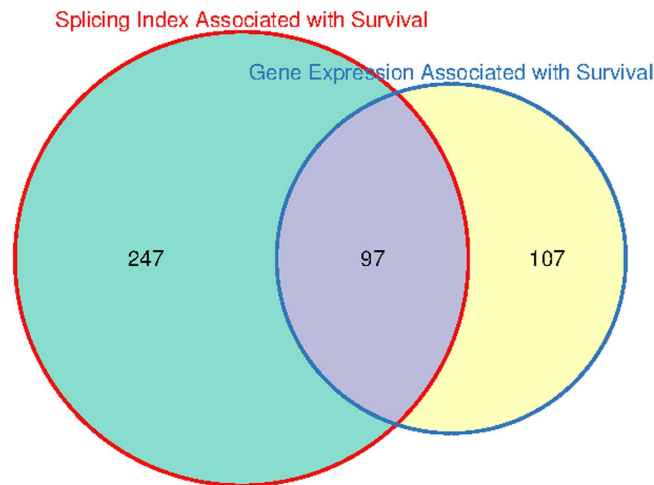 Splicing Index Associated with Survival
Gene Expression Associated with Survival
247
97
107